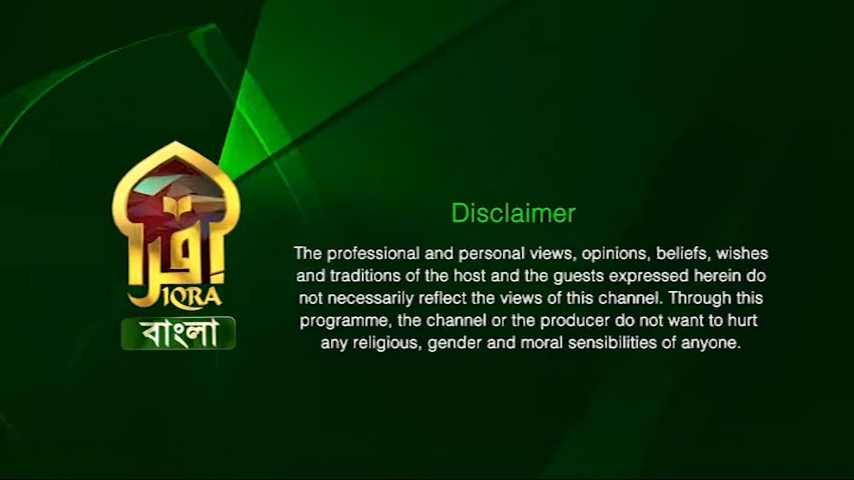 اقرأ
IQRA
বাংলা
Disclaimer
The professional and personal views, opinions, beliefs, wishes
and traditions of the host and the guests expressed herein do
not necessarily reflect the views of this channel. Through this
programme, the channel or the producer do not want to hurt
any religious, gender and moral sensibilities of anyone.